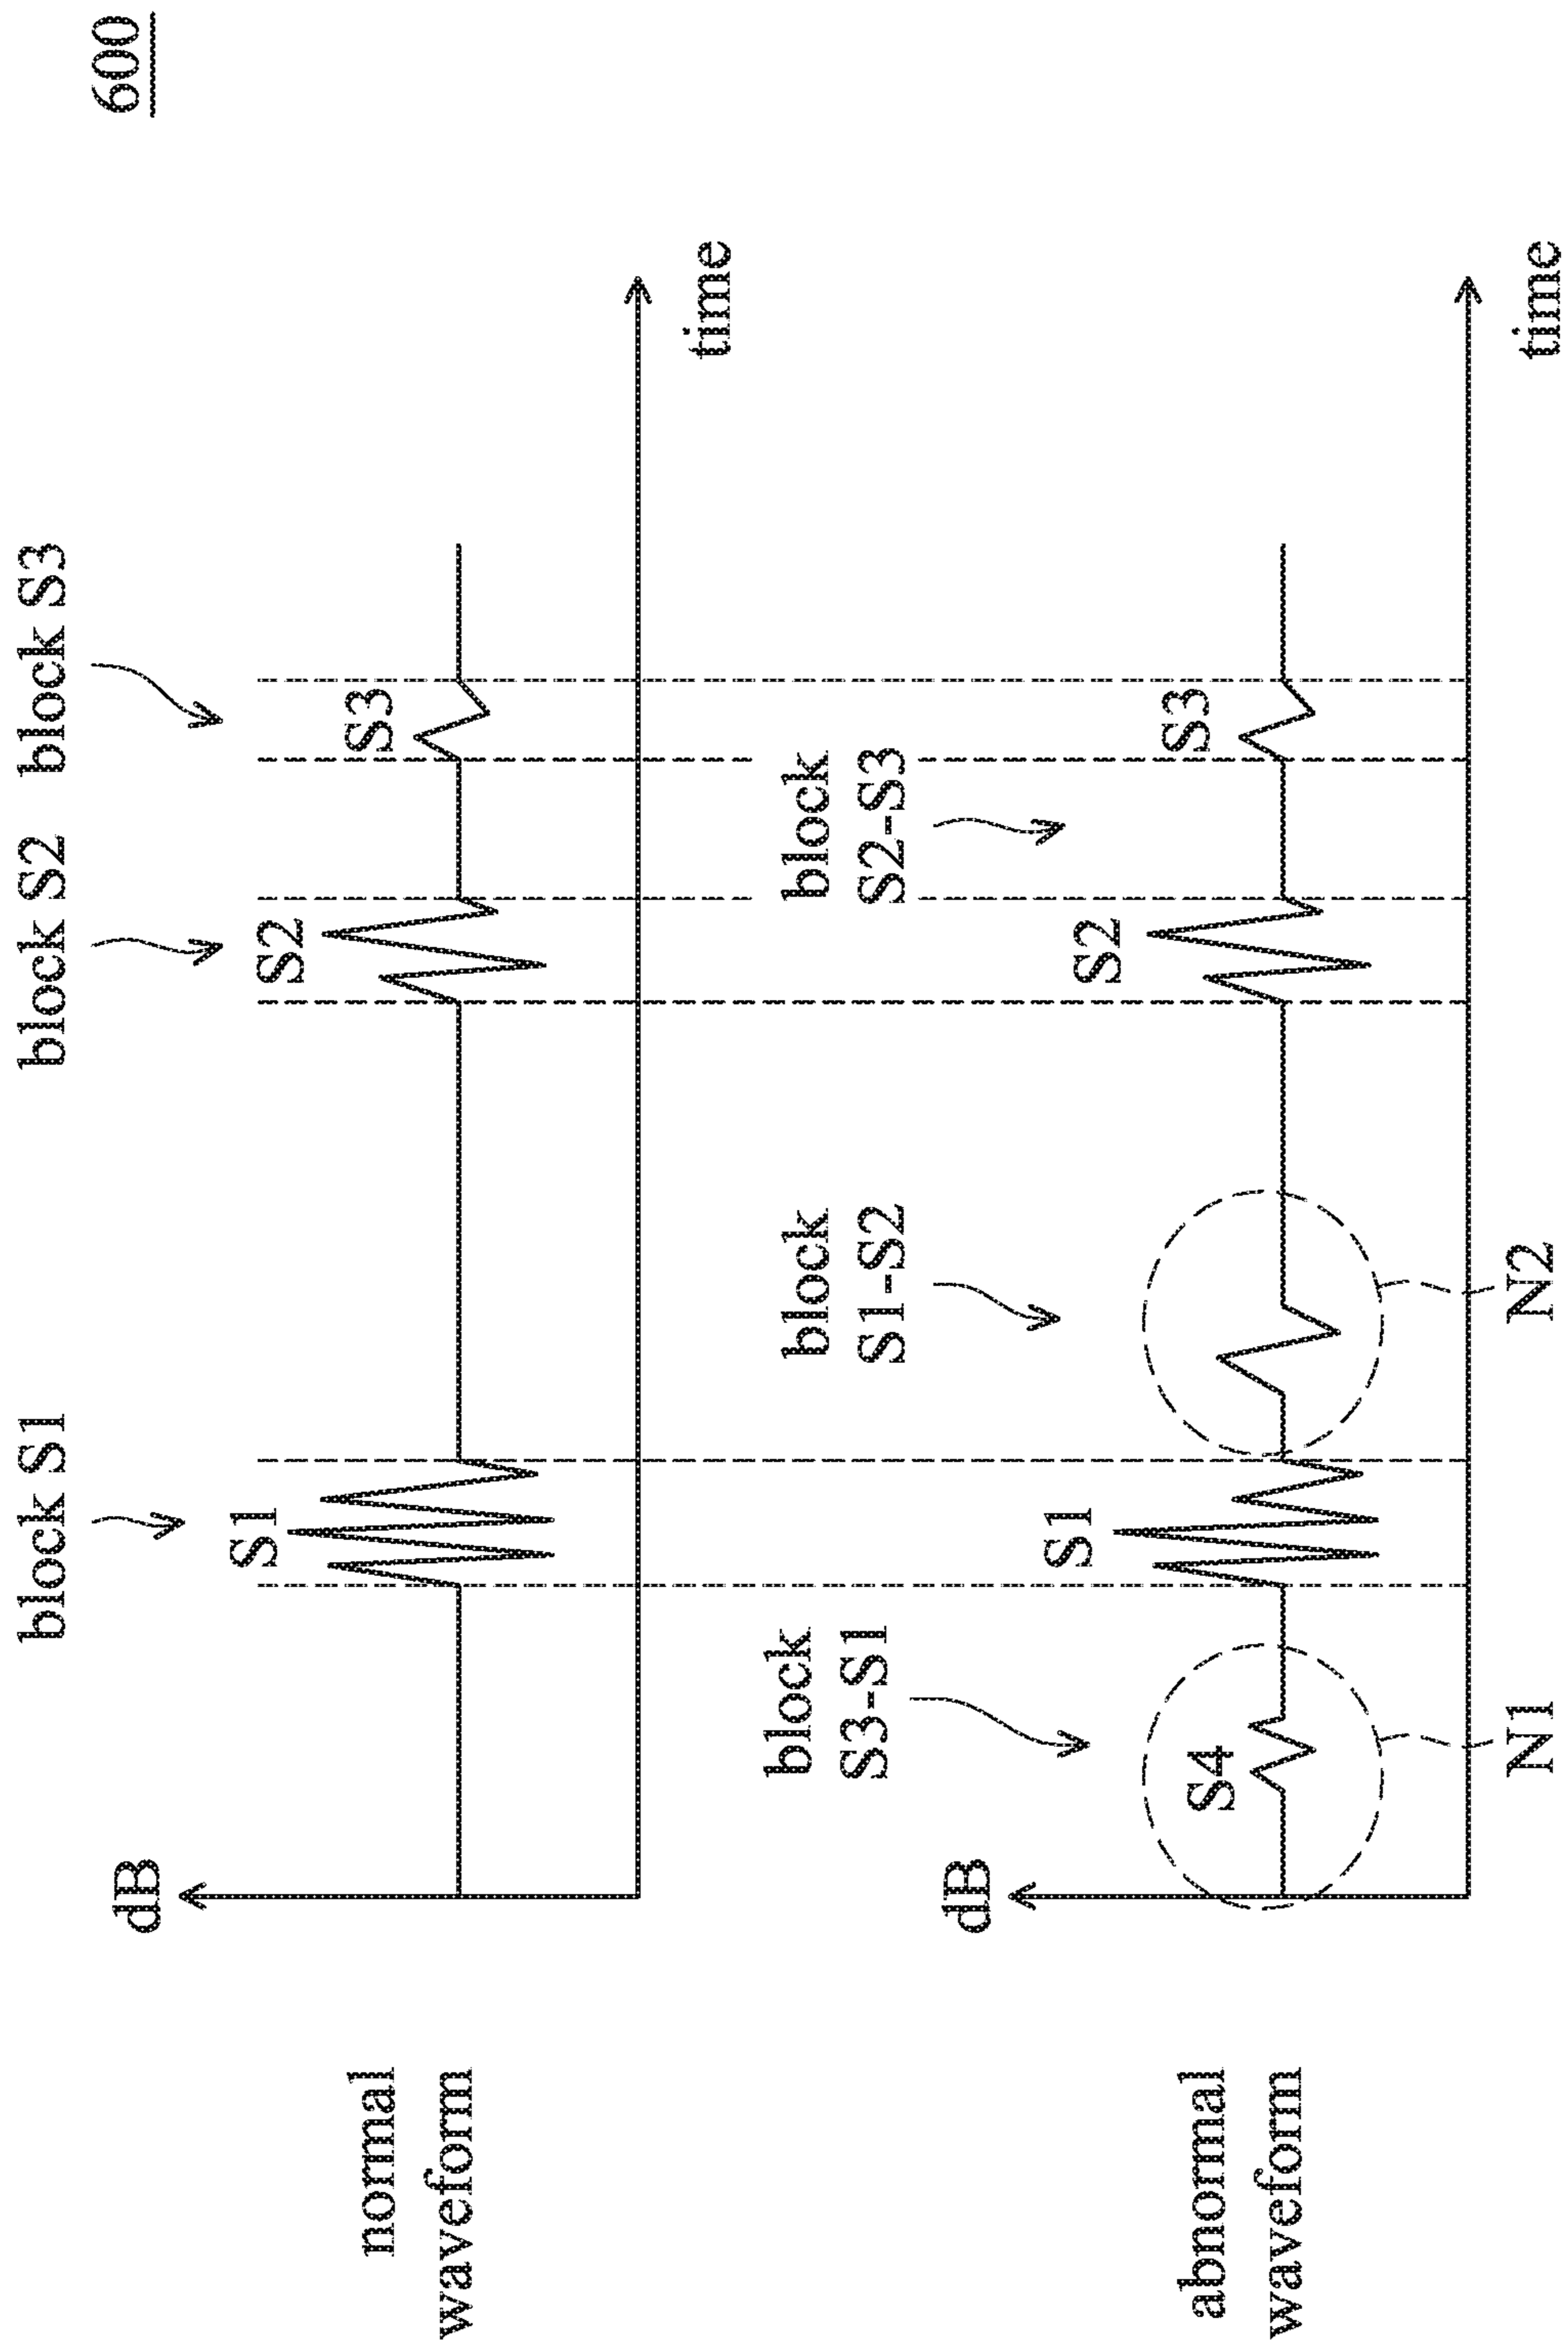 600
block S1
block S2
block S3
dB
S1
S2
S3
normal
waveform
time
block
S3-S1
block
S1-S2
block
S2-S3
dB
S4
S1
S2
S3
abnormal
waveform
N1
N2
time